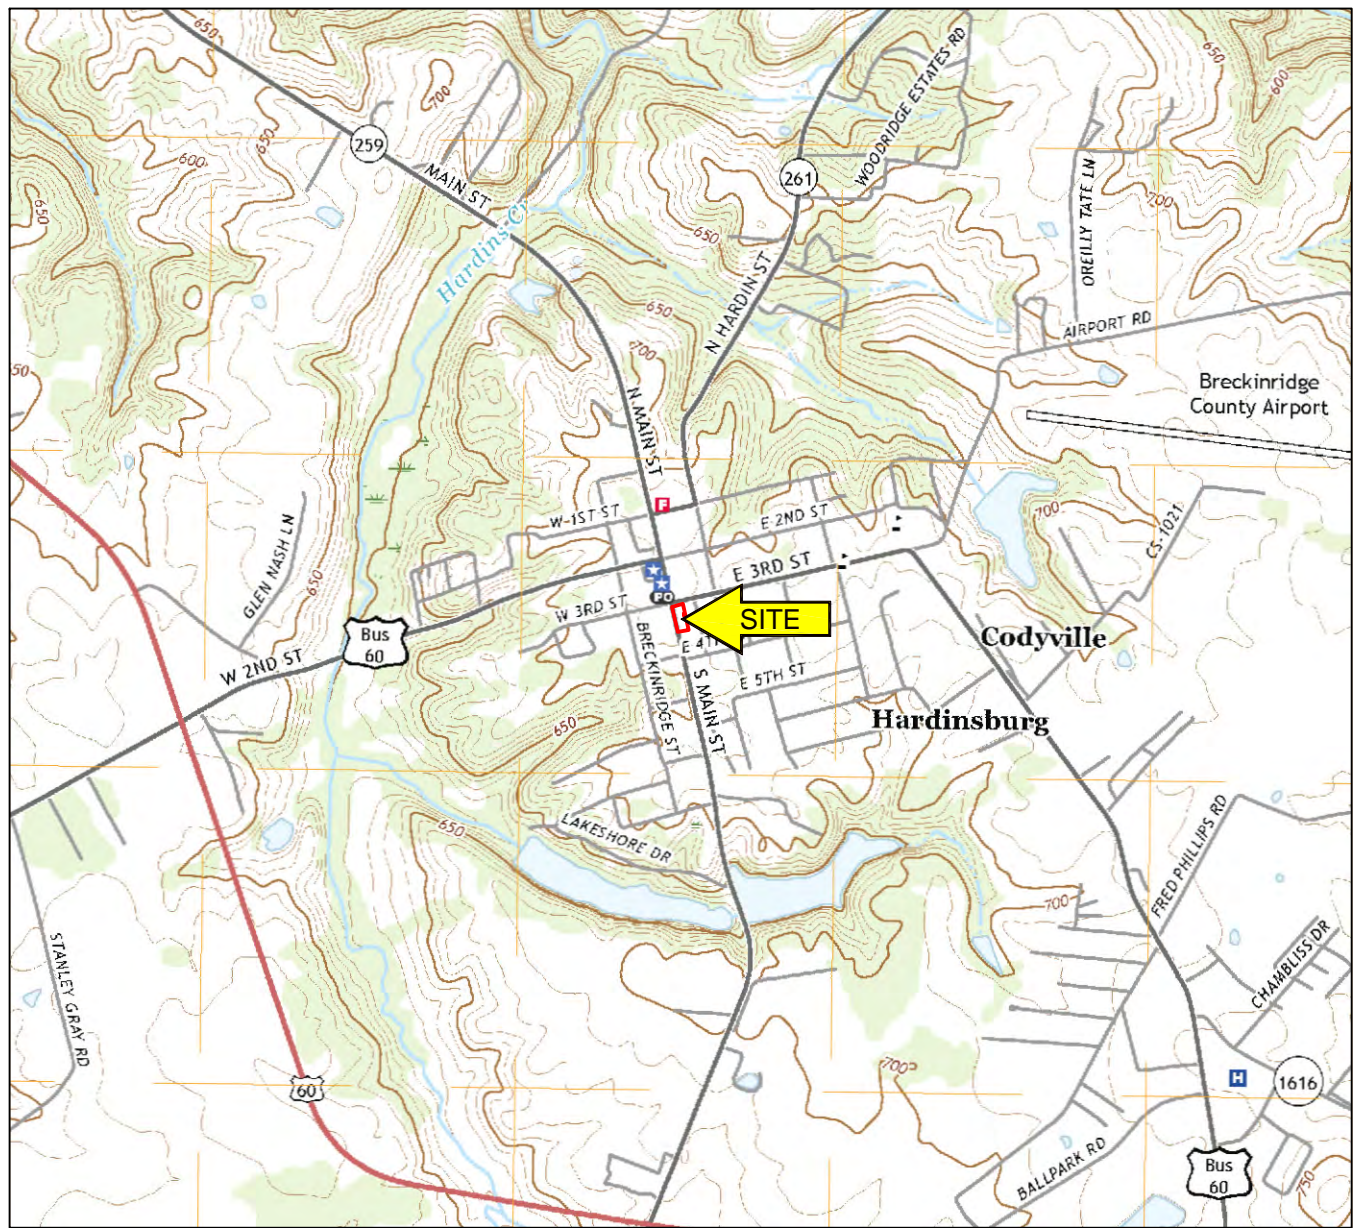 650
259
MAIN ST
Hardins Cr
700
650
600
650
261
WOODRIDGE ESTATES RD
650
600
OREILLY TATE LN
700
650
N HARDIN ST
650
700
AIRPORT RD
Breckinridge
County Airport
50
N MAIN ST
F
W 1ST ST
E 2ND ST
700
CS-1021
GLEN NASH LN
650
E 3RD ST
PO
W 3RD ST
SITE
Bus
60
W 2ND ST
BRECKINRIDGE ST
E 4TH
E 5TH ST
S MAIN ST
Codyville
Hardinsburg
650
650
LAKESHORE DR
FRED PHILLIPS RD
700
STANLEY GRAY RD
CHAMBLISS DR
60
700
H
1616
BALLPARK RD
Bus
60
750